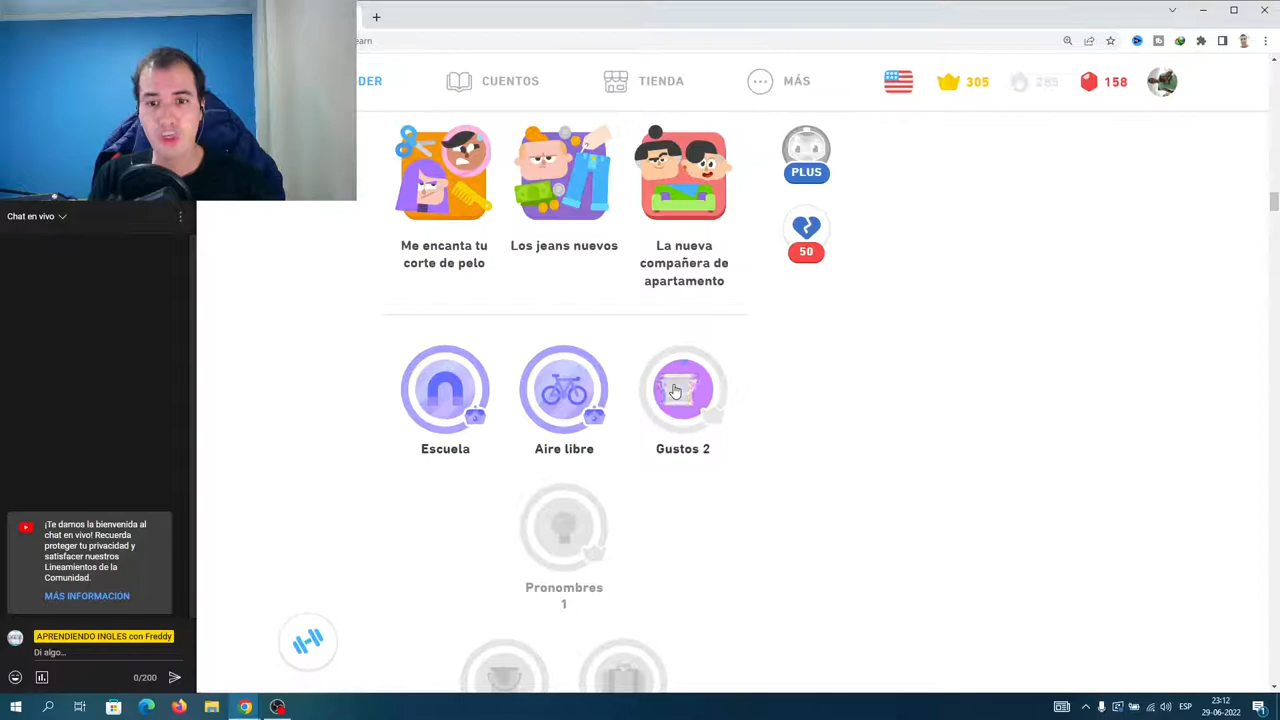 earn
DER
CUENTOS
TIENDA
MÁS
305
285
158
PLUS
50
Me encanta tu
corte de pelo
Los jeans nuevos
La nueva
compañera de
apartamento
Chat en vivo
Escuela
Aire libre
Gustos 2
¡Te damos la bienvenida al
chat en vivo! Recuerda
proteger tu privacidad y
satisfacer nuestros
Lineamientos de la
Comunidad.
MÁS INFORMACIÓN
Pronombres
1
APRENDIENDO INGLES con Freddy
Di algo...
0/200
ESP
23:12
29-06-2022
1